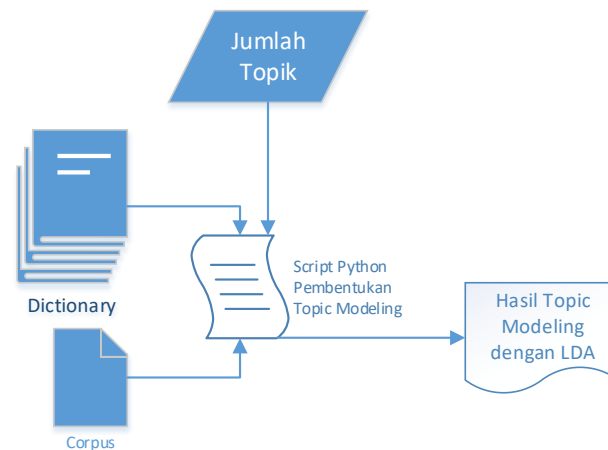 Jumlah
Topik
Dictionary
Script Python
Pembentukan
Topic Modeling
Hasil Topic
Modeling
dengan LDA
Corpus